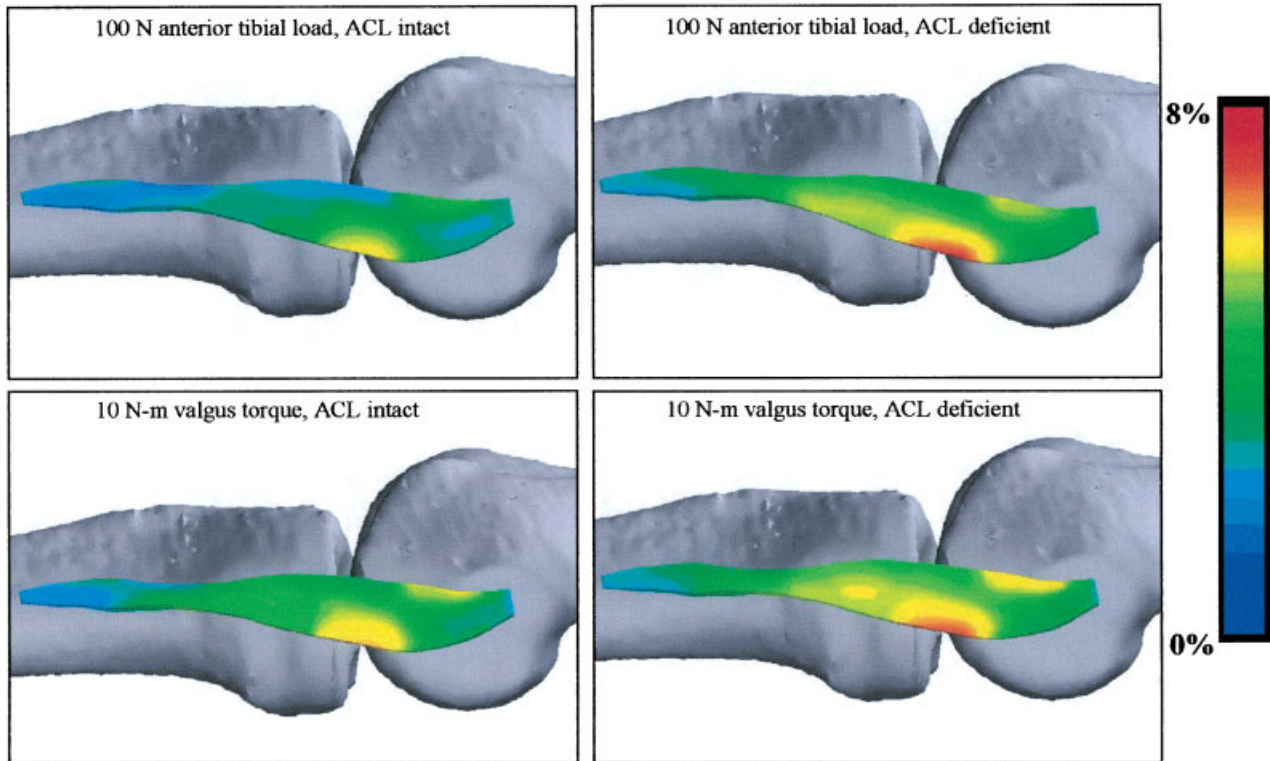 100 N anterior tibial load, ACL intact
100 N anterior tibial load, ACL deficient
8%
10 N-m valgus torque, ACL intact
10 N-m valgus torque, ACL deficient
0%